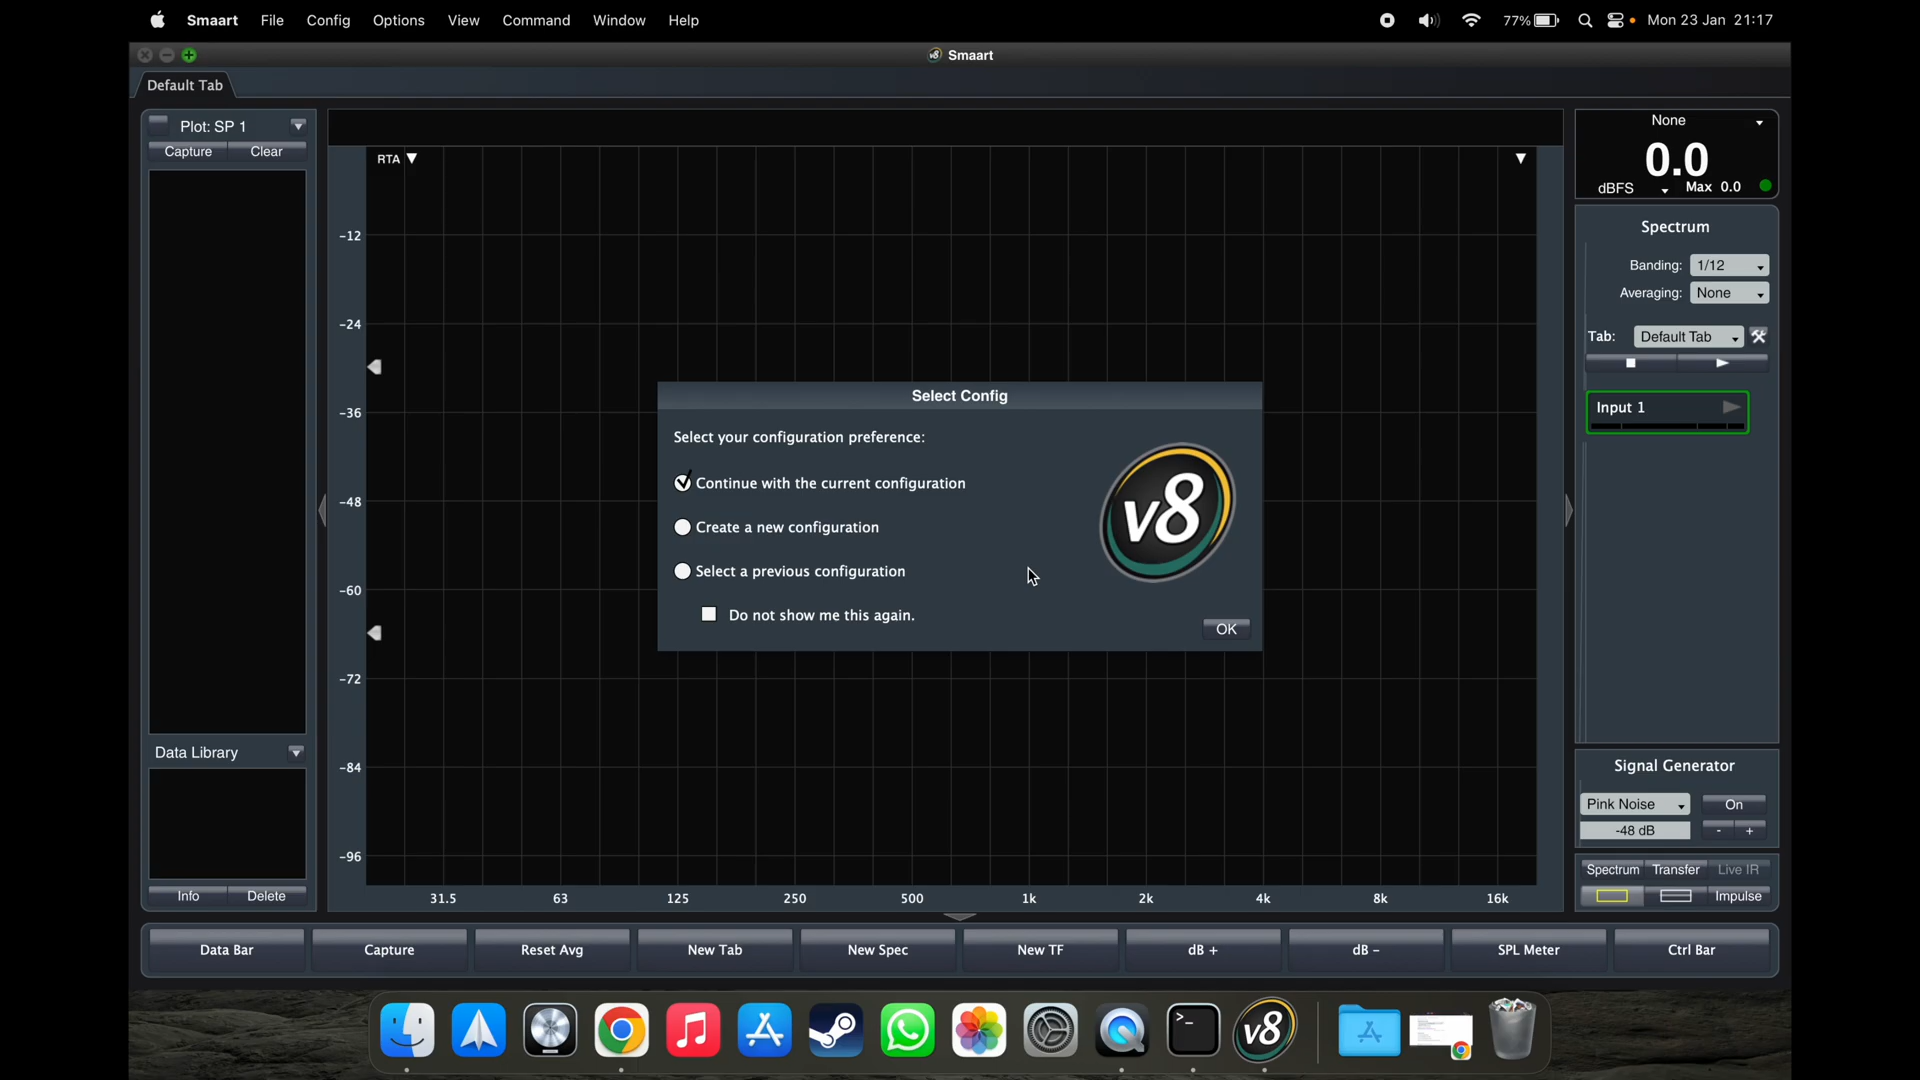 Smaart File Config Options View Command Window Help 77% Mon 23 Jan 21:17
v8 Smaart
Default Tab
Plot: SP 1
Capture Clear
Data Library
Info Delete
RTA
-12
-24
-36
-48
-60
-72
-84
-96
31.5 63 125 250 500 1k 2k 4k 8k 16k
Select Config
Select your configuration preference:
Continue with the current configuration
Create a new configuration
Select a previous configuration
Do not show me this again.
v8
OK
None
0.0
dBFS Max 0.0
Spectrum
Banding: 1/12
Averaging: None
Tab: Default Tab
Input 1
Signal Generator
Pink Noise On
-48 dB - +
Spectrum Transfer Live IR
Impulse
Data Bar Capture Reset Avg New Tab New Spec New TF dB + dB - SPL Meter Ctrl Bar
>_ v8